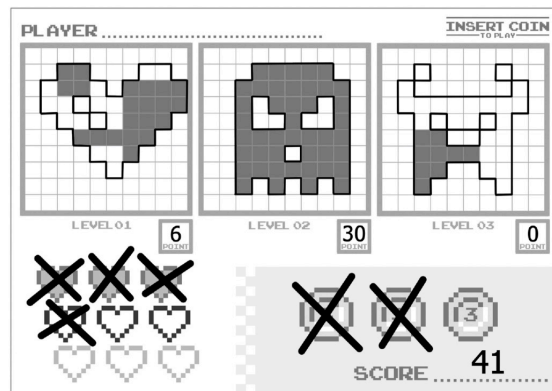 PLAYER
INSERT COIN
TO PLAY
LEVEL 01
6
POINT
LEVEL 02
30
POINT
LEVEL 03
0
POINT
3
SCORE 41